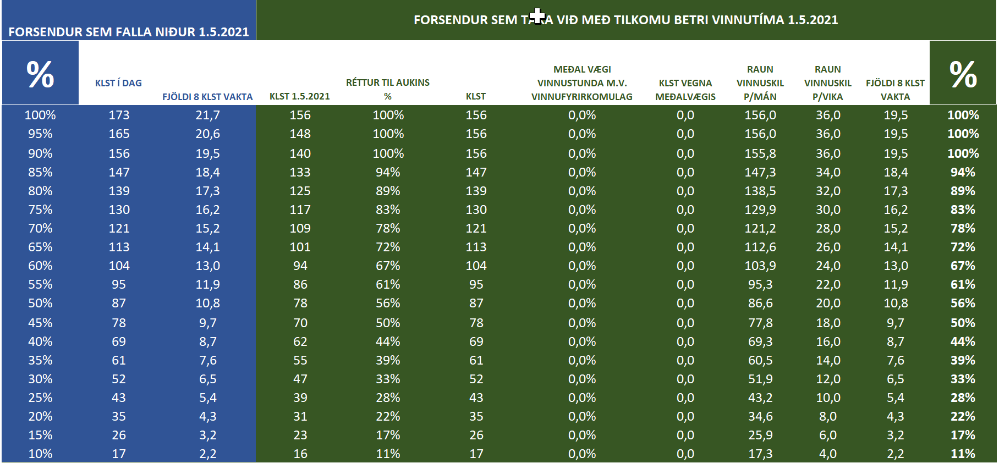 FORSENDUR SEM FALLA NIÐUR 1.5.2021
FORSENDUR SEM TAKA VIÐ MEÐ TILKOMU BETRI VINNUTÍMA 1.5.2021
% KLST Í DAG FJÖLDI 8 KLST VAKTA KLST 1.5.2021 RÉTTUR TIL AUKINS % KLST MEÐAL VÆGI VINNUSTUNDA M.V. VINNUFYRIRKOMULAG KLST VEGNA MEÐALVÆGIS RAUN VINNUSKIL P/MÁN RAUN VINNUSKIL P/VIKA FJÖLDI 8 KLST VAKTA %
100% 173 21,7 156 100% 156 0,0% 0,0 156,0 36,0 19,5 100%
95% 165 20,6 148 100% 156 0,0% 0,0 156,0 36,0 19,5 100%
90% 156 19,5 140 100% 156 0,0% 0,0 155,8 36,0 19,5 100%
85% 147 18,4 133 94% 147 0,0% 0,0 147,3 34,0 18,4 94%
80% 139 17,3 125 89% 139 0,0% 0,0 138,5 32,0 17,3 89%
75% 130 16,2 117 83% 130 0,0% 0,0 129,9 30,0 16,2 83%
70% 121 15,2 109 78% 121 0,0% 0,0 121,2 28,0 15,2 78%
65% 113 14,1 101 72% 113 0,0% 0,0 112,6 26,0 14,1 72%
60% 104 13,0 94 67% 104 0,0% 0,0 103,9 24,0 13,0 67%
55% 95 11,9 86 61% 95 0,0% 0,0 95,3 22,0 11,9 61%
50% 87 10,8 78 56% 87 0,0% 0,0 86,6 20,0 10,8 56%
45% 78 9,7 70 50% 78 0,0% 0,0 77,8 18,0 9,7 50%
40% 69 8,7 62 44% 69 0,0% 0,0 69,3 16,0 8,7 44%
35% 61 7,6 55 39% 61 0,0% 0,0 60,5 14,0 7,6 39%
30% 52 6,5 47 33% 52 0,0% 0,0 51,9 12,0 6,5 33%
25% 43 5,4 39 28% 43 0,0% 0,0 43,2 10,0 5,4 28%
20% 35 4,3 31 22% 35 0,0% 0,0 34,6 8,0 4,3 22%
15% 26 3,2 23 17% 26 0,0% 0,0 25,9 6,0 3,2 17%
10% 17 2,2 16 11% 17 0,0% 0,0 17,3 4,0 2,2 11%